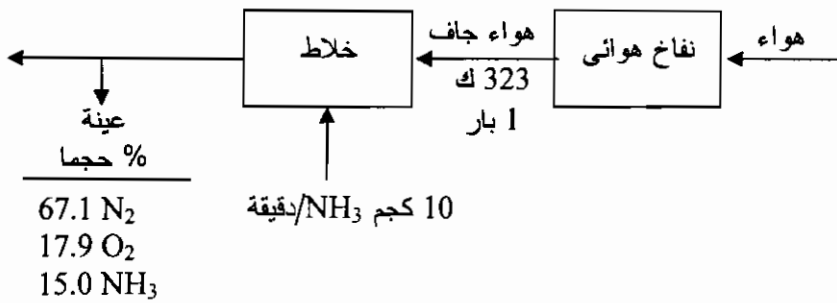 هواء
نفاخ هوائى
هواء جاف
323 ك
1 بار
خلاط
عينة
% حجما
67.1 N₂
17.9 O₂
15.0 NH₃
10 كجم NH₃/دقيقة